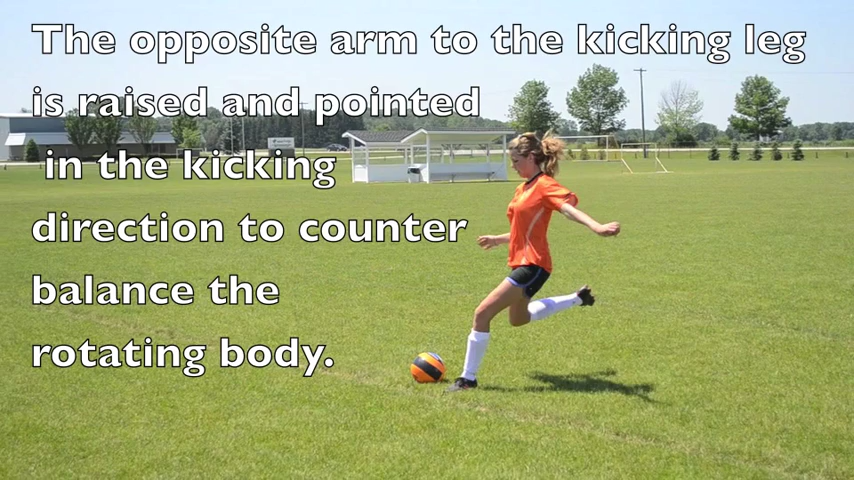 The opposite arm to the kicking leg
is raised and pointed
in the kicking
direction to counter
balance the
rotating body.